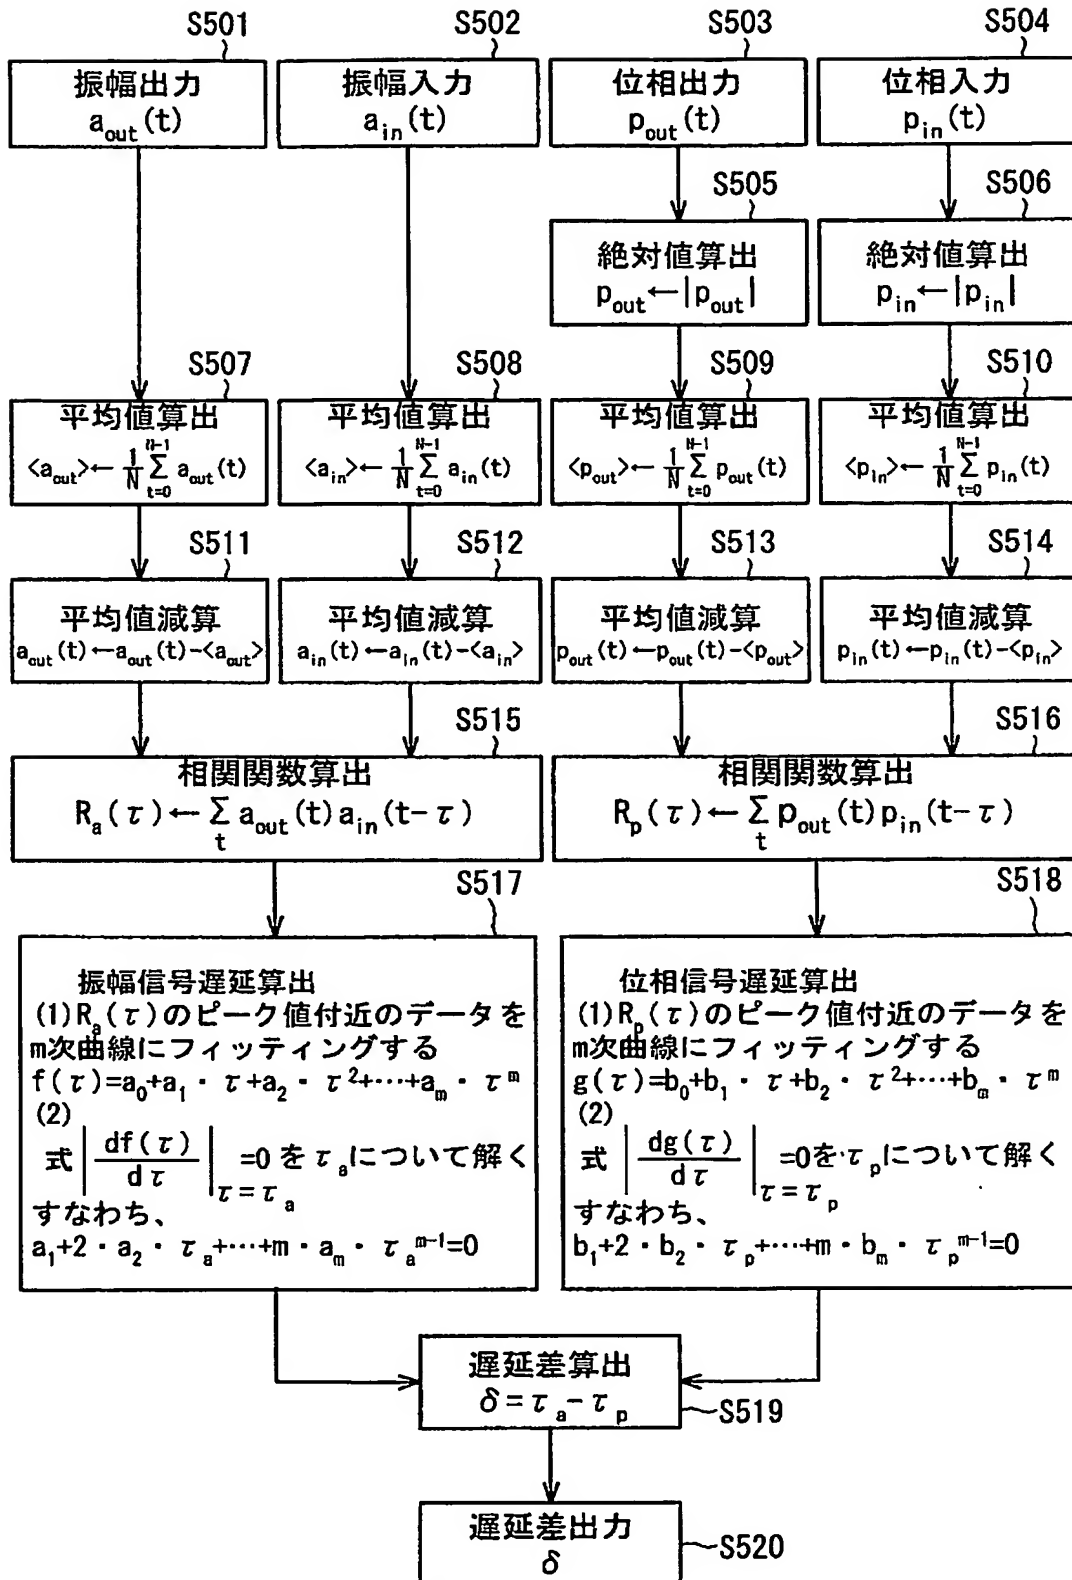 S501
振幅出力
a_out(t)
S502
振幅入力
a_in(t)
S503
位相出力
p_out(t)
S504
位相入力
p_in(t)
S505
絶対値算出
p_out←|p_out|
S506
絶対値算出
p_in←|p_in|
S507
平均値算出
<a_out>← 1/N Σ_{t=0}^{N-1} a_out(t)
S508
平均値算出
<a_in>← 1/N Σ_{t=0}^{N-1} a_in(t)
S509
平均値算出
<p_out>← 1/N Σ_{t=0}^{N-1} p_out(t)
S510
平均値算出
<p_in>← 1/N Σ_{t=0}^{N-1} p_in(t)
S511
平均値減算
a_out(t)←a_out(t)-<a_out>
S512
平均値減算
a_in(t)←a_in(t)-<a_in>
S513
平均値減算
p_out(t)←p_out(t)-<p_out>
S514
平均値減算
p_in(t)←p_in(t)-<p_in>
S515
相関関数算出
R_a(τ)← Σ_t a_out(t)a_in(t-τ)
S516
相関関数算出
R_p(τ)← Σ_t p_out(t)p_in(t-τ)
S517
振幅信号遅延算出
(1)R_a(τ)のピーク値付近のデータを
m次曲線にフィッティングする
f(τ)=a_0+a_1・τ+a_2・τ^2+…+a_m・τ^m
(2)
式|df(τ)/dτ|_{τ=τ_a}=0をτ_aについて解く
すなわち、
a_1+2・a_2・τ_a+…+m・a_m・τ_a^{m-1}=0
S518
位相信号遅延算出
(1)R_p(τ)のピーク値付近のデータを
m次曲線にフィッティングする
g(τ)=b_0+b_1・τ+b_2・τ^2+…+b_m・τ^m
(2)
式|dg(τ)/dτ|_{τ=τ_p}=0をτ_pについて解く
すなわち、
b_1+2・b_2・τ_p+…+m・b_m・τ_p^{m-1}=0
遅延差算出
δ=τ_a-τ_p
S519
遅延差出力
δ
S520